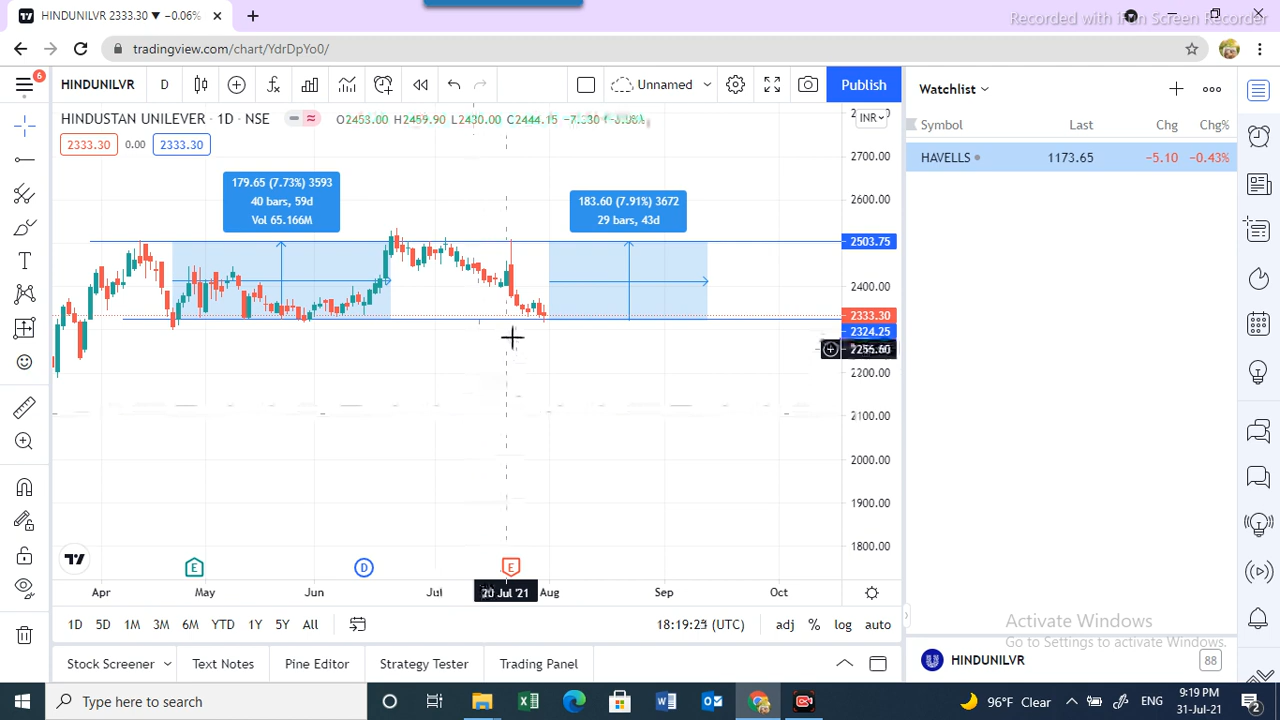 HINDUNILVR 2333.30 ▼ −0.06%
Recorded with iFun Screen Recorder
tradingview.com/chart/YdrDpYo0/
6
HINDUNILVR
D
Unnamed
Publish
Watchlist
HINDUSTAN UNILEVER · 1D · NSE
O2453.00 H2459.90 L2430.00 C2444.15
INR
Symbol
Last
Chg
Chg%
2333.30
0.00
2333.30
HAVELLS
1173.65
−5.10
−0.43%
179.65 (7.73%) 3593
40 bars, 59d
Vol 65.166M
183.60 (7.91%) 3672
29 bars, 43d
2700.00
2600.00
2503.75
2400.00
2333.30
2324.25
2200.00
2100.00
2000.00
1900.00
1800.00
E
D
E
Apr
May
Jun
Jul
20 Jul '21
Aug
Sep
Oct
1D
5D
1M
3M
6M
YTD
1Y
5Y
All
(UTC)
adj
%
log
auto
Activate Windows
Go to Settings to activate Windows.
Stock Screener
Text Notes
Pine Editor
Strategy Tester
Trading Panel
HINDUNILVR
88
Type here to search
96°F Clear
ENG
9:19 PM
31-Jul-21
2